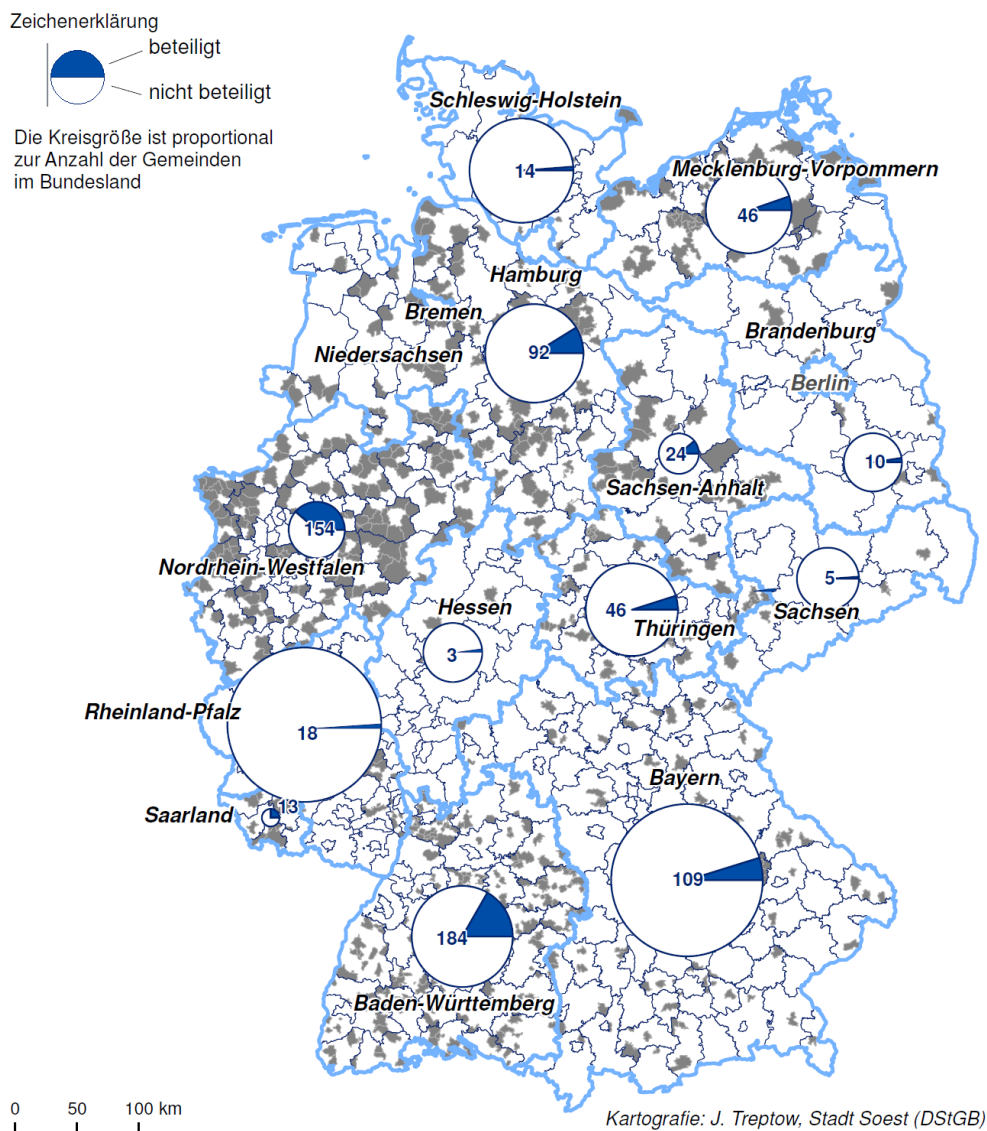 Zeichenerklärung
beteiligt
nicht beteiligt
Die Kreisgröße ist proportional
zur Anzahl der Gemeinden
im Bundesland
Schleswig-Holstein
14
Mecklenburg-Vorpommern
46
Hamburg
Bremen
92
Niedersachsen
Brandenburg
Berlin
24
10
Sachsen-Anhalt
154
Nordrhein-Westfalen
5
Sachsen
Hessen
46
Thüringen
3
Rheinland-Pfalz
18
Bayern
13
Saarland
109
184
Baden-Württemberg
0 50 100 km
Kartografie: J. Treptow, Stadt Soest (DStGB)